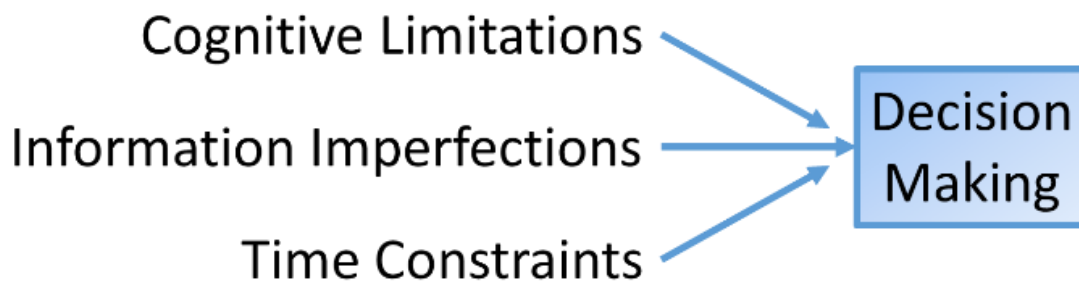 Cognitive Limitations
Information Imperfections
Time Constraints
Decision
Making